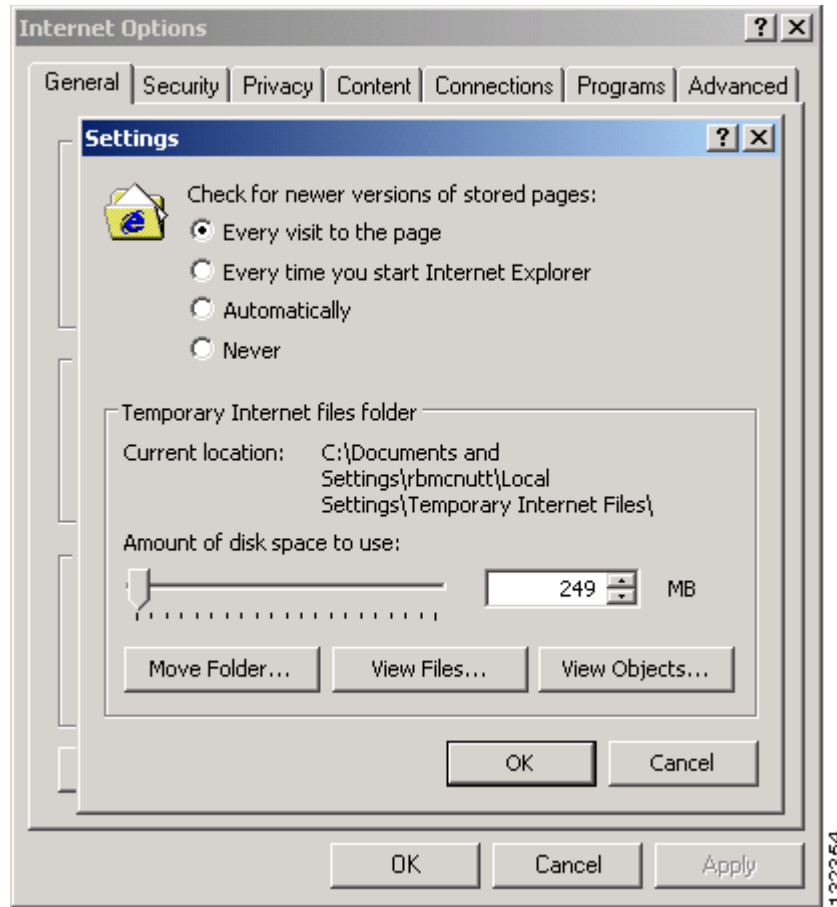 Internet Options
General Security Privacy Content Connections Programs Advanced
Settings
Check for newer versions of stored pages:
Every visit to the page
Every time you start Internet Explorer
Automatically
Never
Temporary Internet files folder
Current location: C:\Documents and
Settings\rbmcnutt\Local
Settings\Temporary Internet Files\
Amount of disk space to use:
249 MB
Move Folder... View Files... View Objects...
OK Cancel
OK Cancel Apply